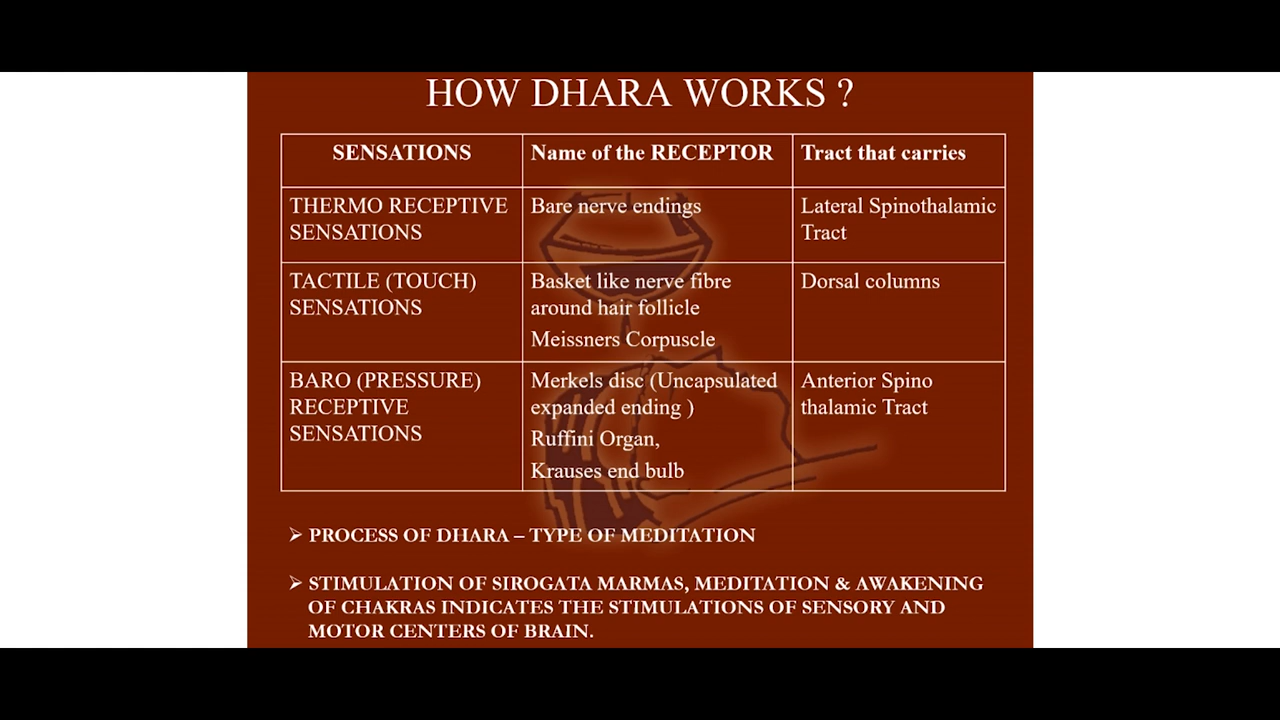 HOW DHARA WORKS ?
SENSATIONS
Name of the RECEPTOR
Tract that carries
THERMO RECEPTIVE
SENSATIONS
Bare nerve endings
Lateral Spinothalamic
Tract
TACTILE (TOUCH)
SENSATIONS
Basket like nerve fibre
around hair follicle
Meissners Corpuscle
Dorsal columns
BARO (PRESSURE)
RECEPTIVE
SENSATIONS
Merkels disc (Uncapsulated
expanded ending )
Ruffini Organ,
Krauses end bulb
Anterior Spino
thalamic Tract
➢ PROCESS OF DHARA – TYPE OF MEDITATION
➢ STIMULATION OF SIROGATA MARMAS, MEDITATION & AWAKENING
OF CHAKRAS INDICATES THE STIMULATIONS OF SENSORY AND
MOTOR CENTERS OF BRAIN.